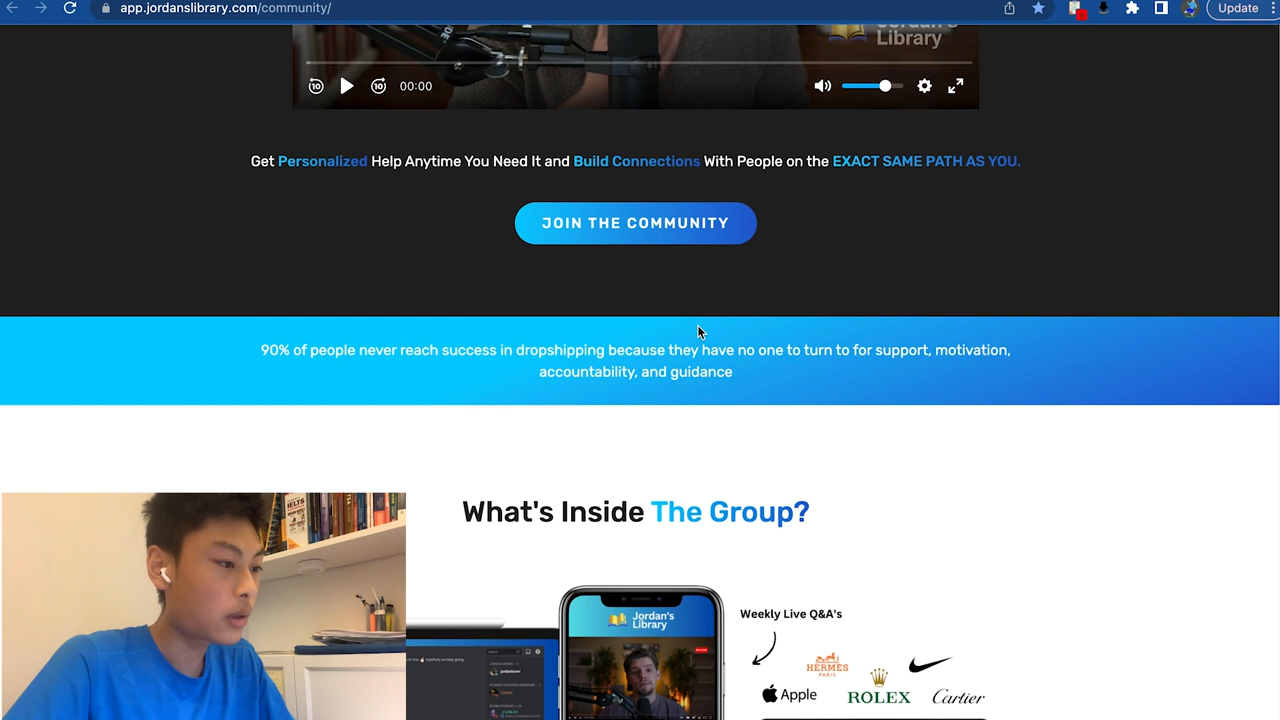 app.jordanslibrary.com/community/
Update
Jordan's
Library
10
10
00:00
Get Personalized Help Anytime You Need It and Build Connections With People on the EXACT SAME PATH AS YOU.
JOIN THE COMMUNITY
90% of people never reach success in dropshipping because they have no one to turn to for support, motivation,
accountability, and guidance
What's Inside The Group?
IELTS
Jordan's
Library
Weekly Live Q&A's
HERMÈS
PARIS
Apple
ROLEX
Cartier